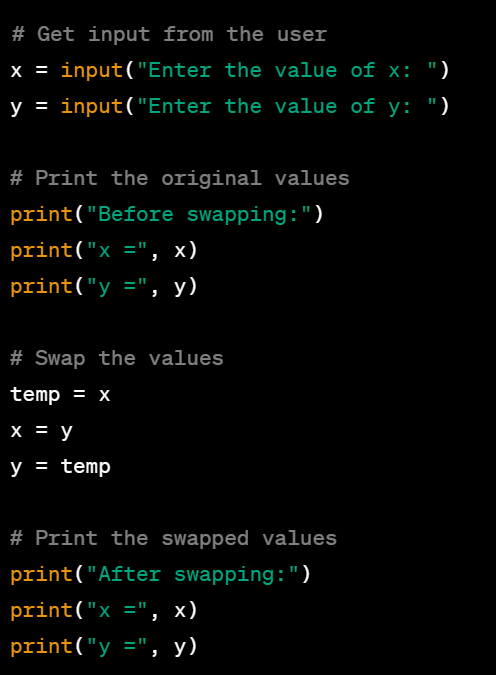 # Get input from the user
x = input("Enter the value of x: ")
y = input("Enter the value of y: ")
# Print the original values
print("Before swapping:")
print("x =", x)
print("y =", y)
# Swap the values
temp = x
x = y
y = temp
# Print the swapped values
print("After swapping:")
print("x =", x)
print("y =", y)